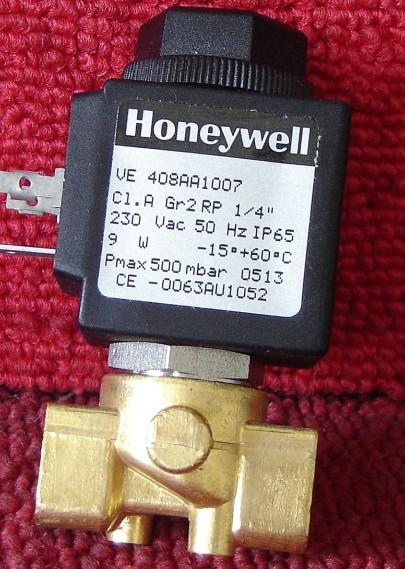 Honeywell
VE 408AA1007
Cl.A Gr2 RP 1/4"
230 Vac 50 Hz IP65
9 W -15°+60°C
Pmax 500 mbar 0513
CE -0063AU1052